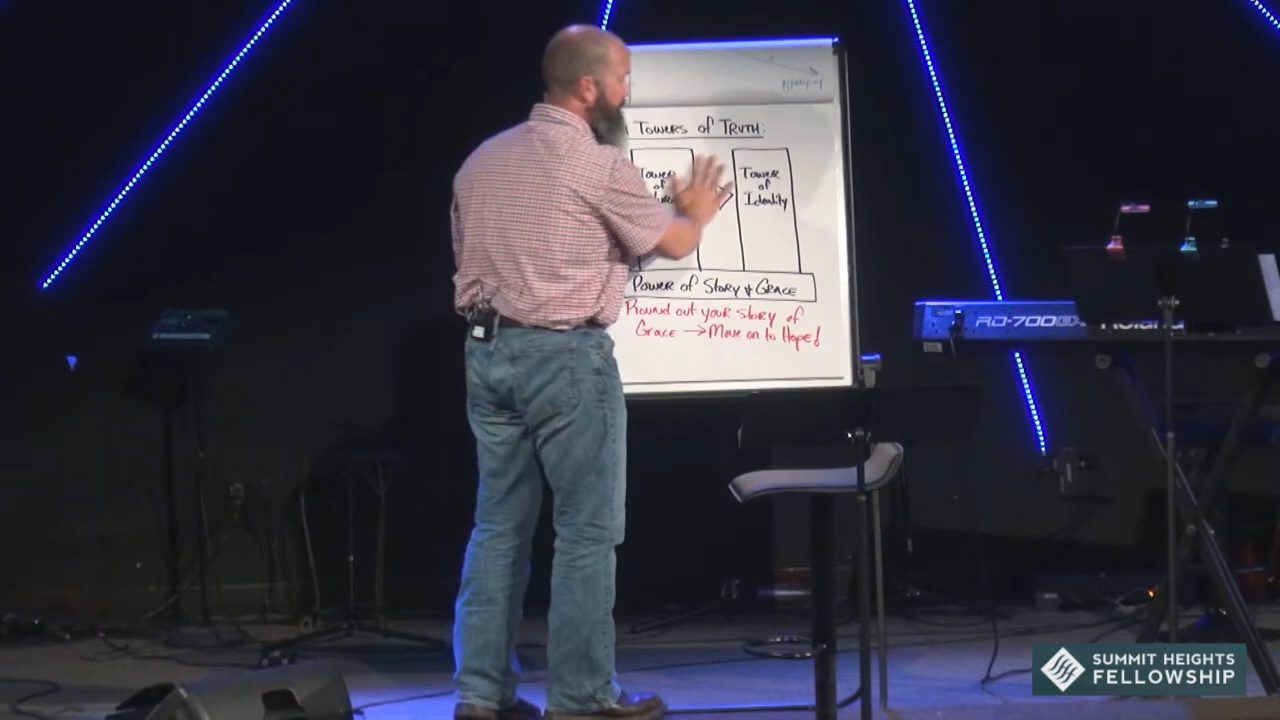 TOWERS of TRUTH:
Tower
of
Tower
of
Identity
POWER of STORY & GRACE
Round out your story of
Grace → Move on to Hope!
RD-700GX Roland
SUMMIT HEIGHTS
FELLOWSHIP